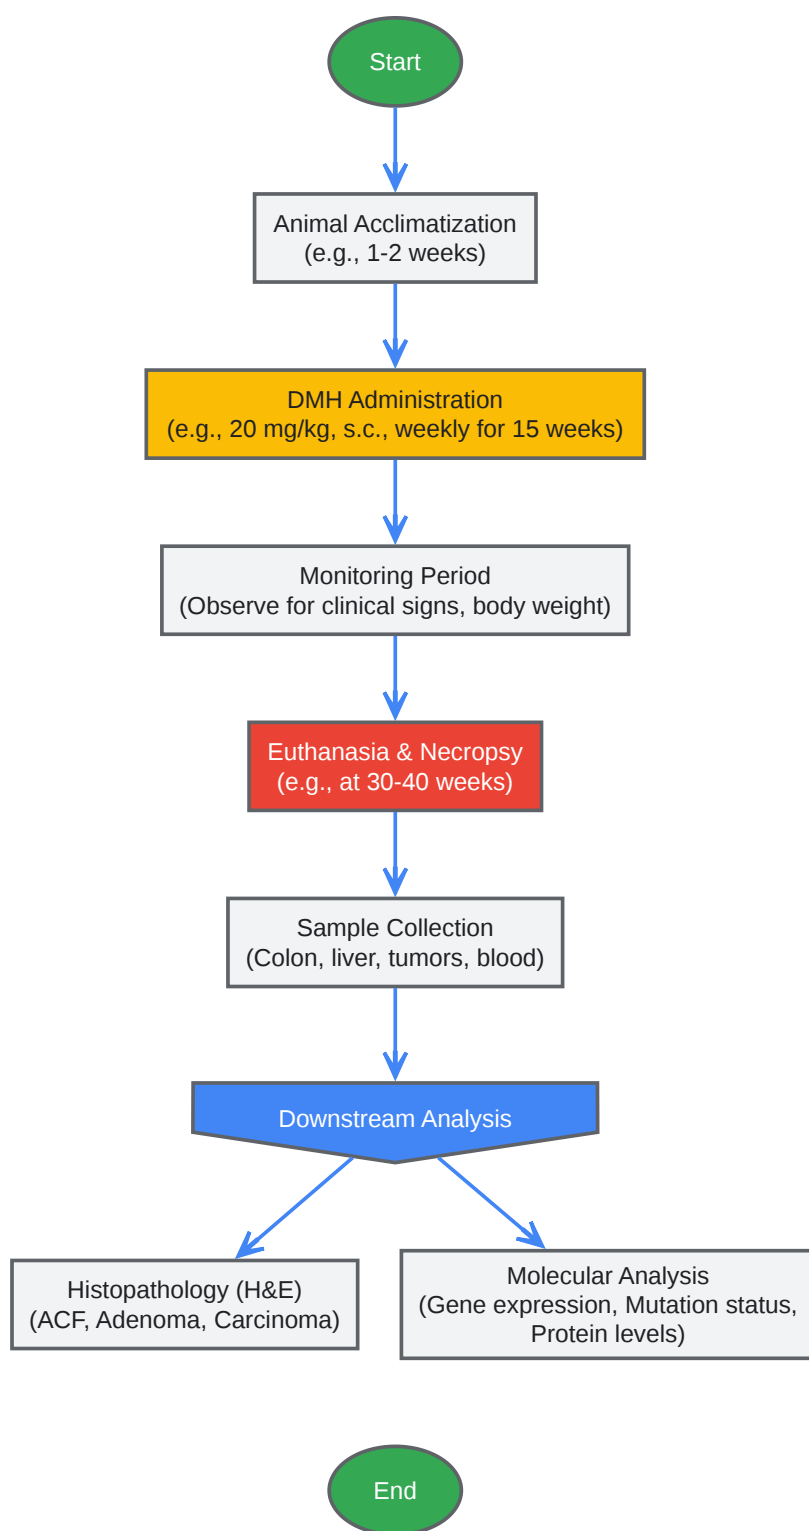 Start
Animal Acclimatization
(e.g., 1-2 weeks)
DMH Administration
(e.g., 20 mg/kg, s.c., weekly for 15 weeks)
Monitoring Period
(Observe for clinical signs, body weight)
Euthanasia & Necropsy
(e.g., at 30-40 weeks)
Sample Collection
(Colon, liver, tumors, blood)
Downstream Analysis
Histopathology (H&E)
(ACF, Adenoma, Carcinoma)
Molecular Analysis
(Gene expression, Mutation status,
Protein levels)
End